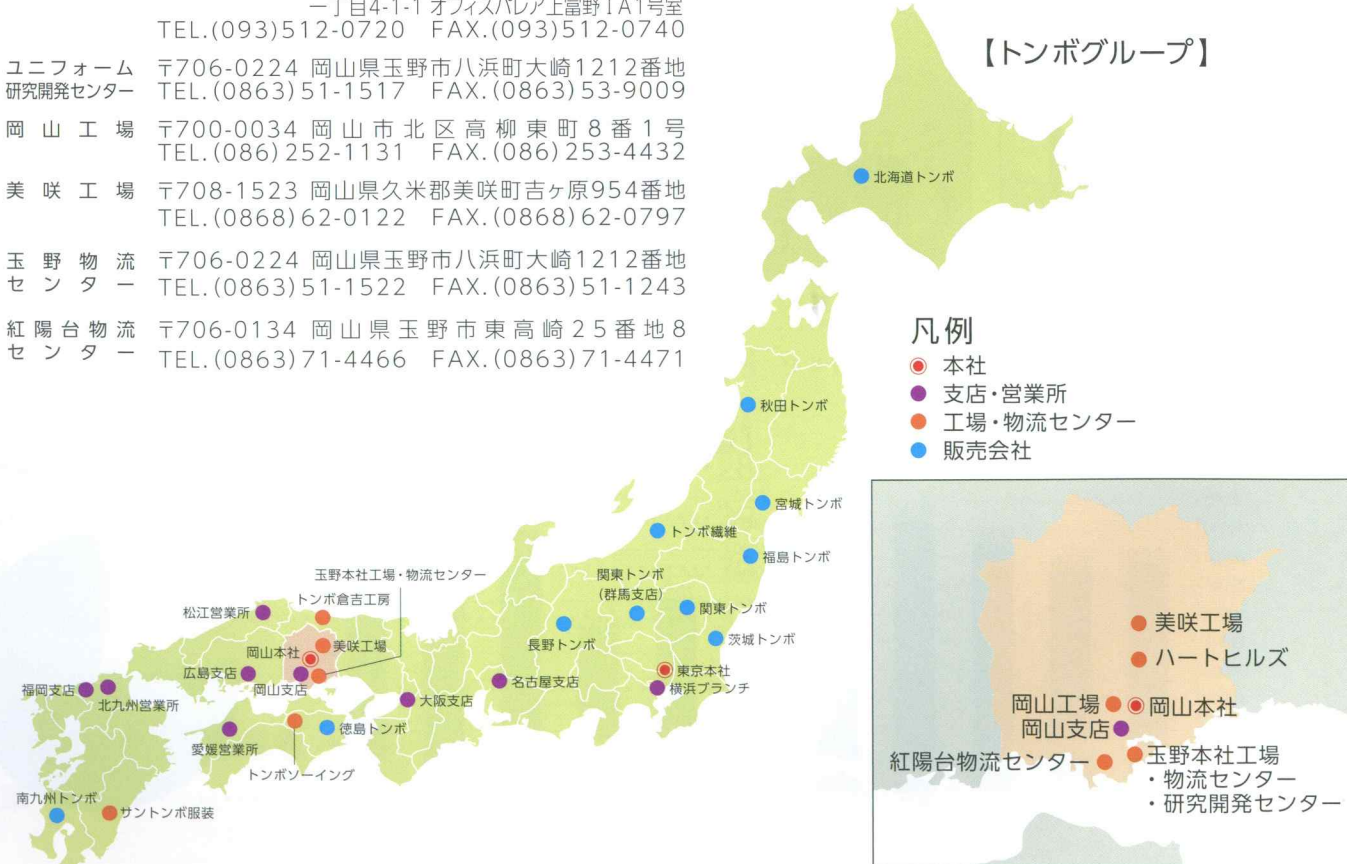 一丁目4-1-1 オフィスパレア上富野ⅠA1号室
TEL.(093)512-0720 FAX.(093)512-0740
ユニフォーム 〒706-0224 岡山県玉野市八浜町大崎1212番地
研究開発センター TEL.(0863)51-1517 FAX.(0863)53-9009
岡山工場 〒700-0034 岡山市北区高柳東町8番1号
TEL.(086)252-1131 FAX.(086)253-4432
美咲工場 〒708-1523 岡山県久米郡美咲町吉ヶ原954番地
TEL.(0868)62-0122 FAX.(0868)62-0797
玉野物流 〒706-0224 岡山県玉野市八浜町大崎1212番地
センター TEL.(0863)51-1522 FAX.(0863)51-1243
紅陽台物流 〒706-0134 岡山県玉野市東高崎25番地8
センター TEL.(0863)71-4466 FAX.(0863)71-4471
【トンボグループ】
北海道トンボ
凡例
本社
支店・営業所
工場・物流センター
販売会社
秋田トンボ
宮城トンボ
トンボ繊維
福島トンボ
関東トンボ
(群馬支店)
関東トンボ
茨城トンボ
長野トンボ
東京本社
横浜ブランチ
名古屋支店
大阪支店
玉野本社工場・物流センター
トンボ倉吉工房
松江営業所
美咲工場
岡山本社
広島支店
岡山支店
福岡支店
北九州営業所
愛媛営業所
徳島トンボ
トンボソーイング
南九州トンボ
サントンボ服装
美咲工場
ハートヒルズ
岡山工場
岡山本社
岡山支店
紅陽台物流センター
玉野本社工場
・物流センター
・研究開発センター